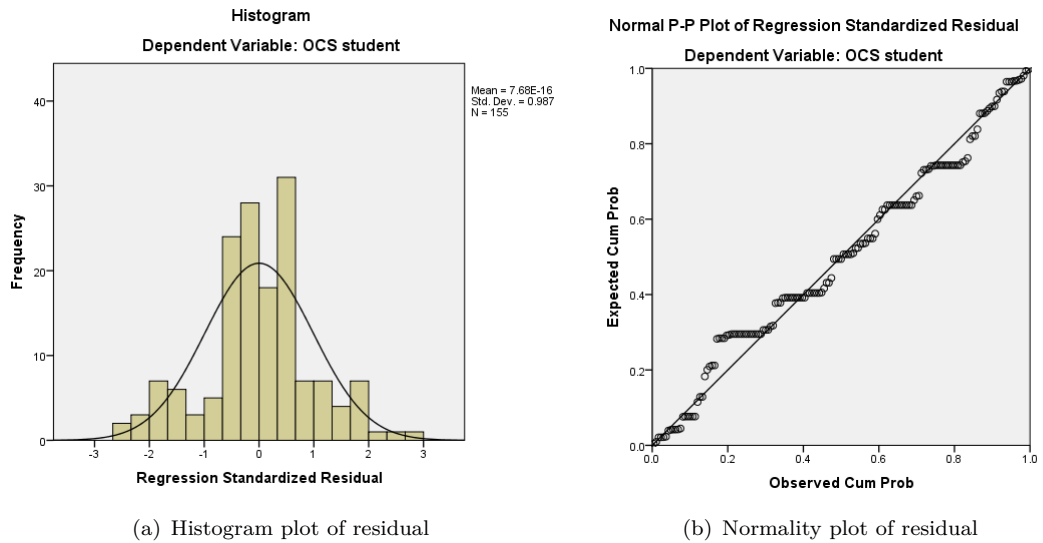 Histogram
Dependent Variable: OCS student
Mean = 7.68E-16
Std. Dev. = 0.987
N = 155
40
30
20
10
0
Frequency
-3 -2 -1 0 1 2 3
Regression Standardized Residual
(a) Histogram plot of residual
Normal P-P Plot of Regression Standardized Residual
Dependent Variable: OCS student
1.0
0.8
0.6
0.4
0.2
0.0
Expected Cum Prob
0.0 0.2 0.4 0.6 0.8 1.0
Observed Cum Prob
(b) Normality plot of residual